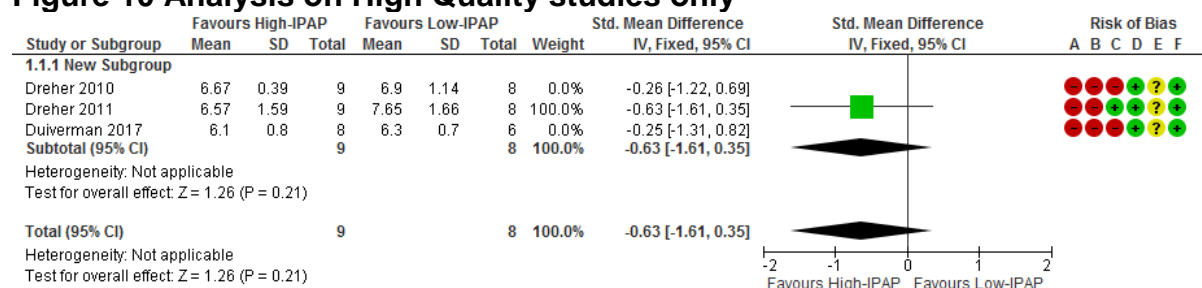 Figure 10 Analysis on High Quality studies only
Favours High-IPAP Favours Low-IPAP Std. Mean Difference Std. Mean Difference Risk of Bias
Study or Subgroup Mean SD Total Mean SD Total Weight IV, Fixed, 95% CI IV, Fixed, 95% CI A B C D E F
1.1.1 New Subgroup
Dreher 2010 6.67 0.39 9 6.9 1.14 8 0.0% -0.26 [-1.22, 0.69] - - - + ? +
Dreher 2011 6.57 1.59 9 7.65 1.66 8 100.0% -0.63 [-1.61, 0.35] - - + + ? +
Duiverman 2017 6.1 0.8 8 6.3 0.7 6 0.0% -0.25 [-1.31, 0.82] - - - + ? +
Subtotal (95% CI) 9 8 100.0% -0.63 [-1.61, 0.35]
Heterogeneity: Not applicable
Test for overall effect: Z = 1.26 (P = 0.21)
Total (95% CI) 9 8 100.0% -0.63 [-1.61, 0.35]
Heterogeneity: Not applicable
Test for overall effect: Z = 1.26 (P = 0.21)
-2 -1 0 1 2
Favours High-IPAP Favours Low-IPAP